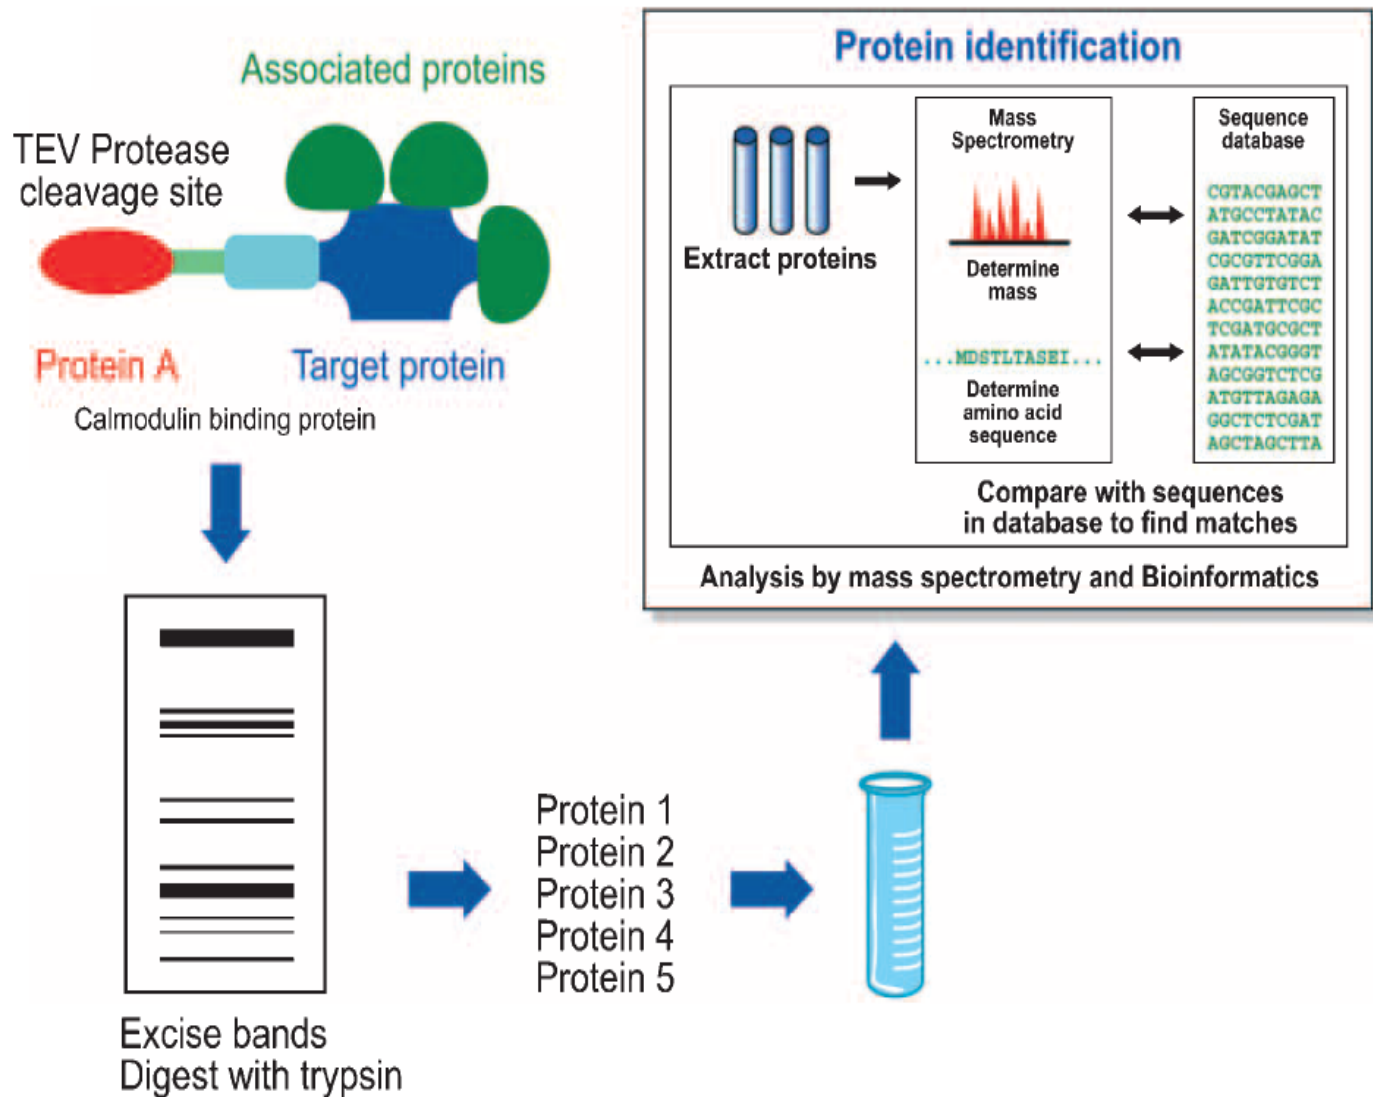 Associated proteins
TEV Protease
cleavage site
Protein A
Target protein
Calmodulin binding protein
Excise bands
Digest with trypsin
Protein 1
Protein 2
Protein 3
Protein 4
Protein 5
Protein identification
Extract proteins
Mass
Spectrometry
Determine
mass
...MDSTLTASEI...
Determine
amino acid
sequence
Sequence
database
CGTACGAGCT
ATGCCTATAC
GATCGGATAT
CGCGTTCGGA
GATTGTGTCT
ACCGATTCGC
TCGATGCGCT
ATATACGGGT
AGCGGTCTCG
ATGTTAGAGA
GGCTCTCGAT
AGCTAGCTTA
Compare with sequences
in database to find matches
Analysis by mass spectrometry and Bioinformatics